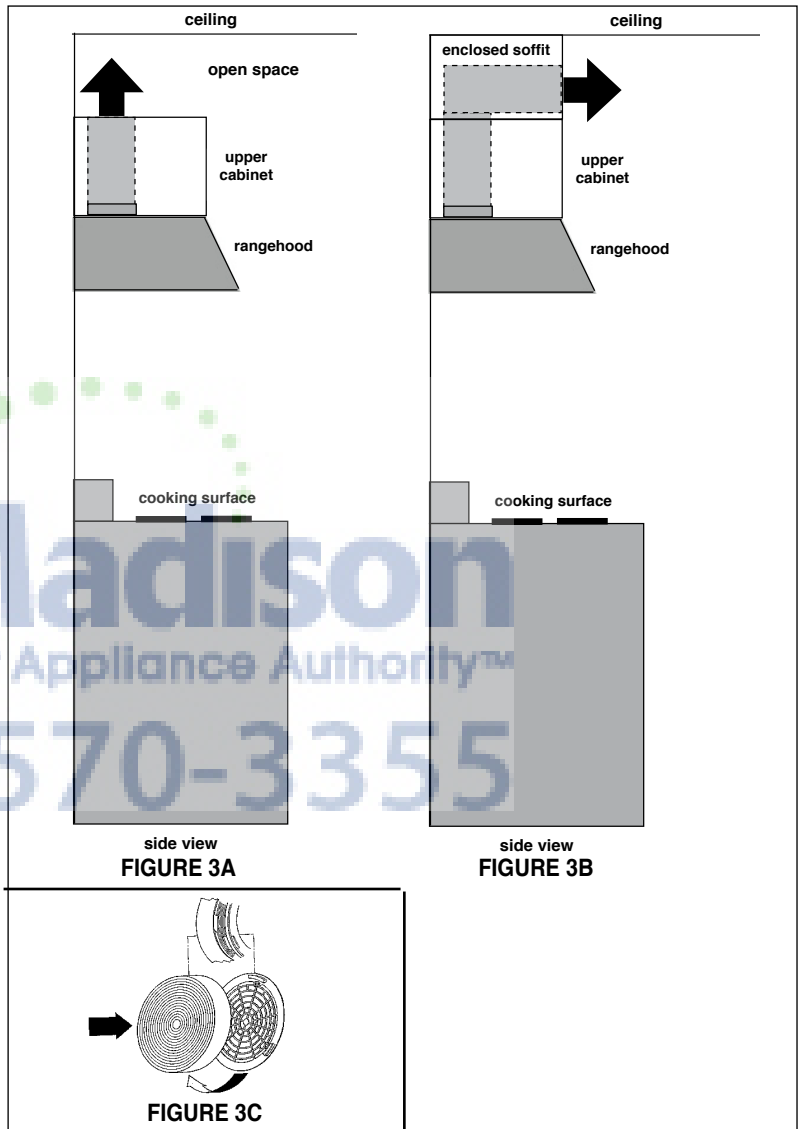 ceiling
open space
upper
cabinet
rangehood
cooking surface
side view
FIGURE 3A
ceiling
enclosed soffit
upper
cabinet
rangehood
cooking surface
side view
FIGURE 3B
Madison
Appliance Authority™
570-3355
FIGURE 3C